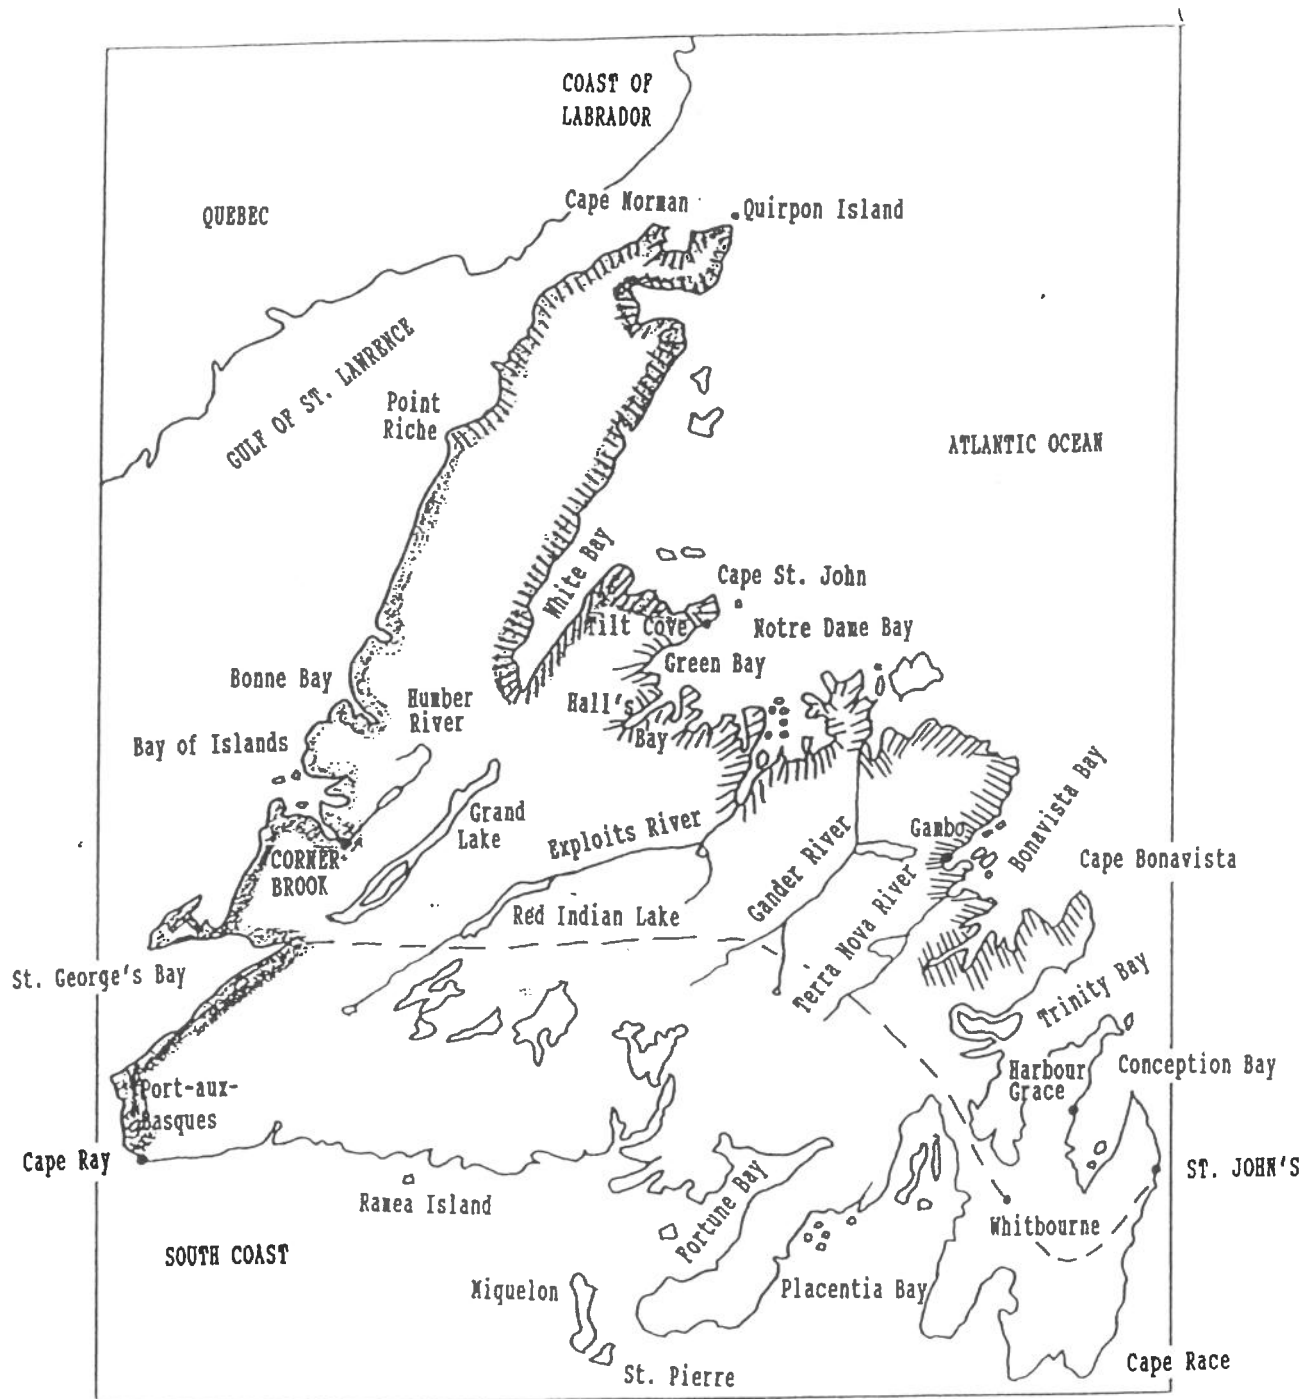 COAST OF
LABRADOR
Cape Norman
Quirpon Island
QUEBEC
GULF OF ST. LAWRENCE
Point
Riche
ATLANTIC OCEAN
White Bay
Cape St. John
Tilt Cove
Notre Dame Bay
Green Bay
Bonne Bay
Humber
River
Hall's
Bay
Bay of Islands
Grand
Lake
Exploits River
Gander River
Gambo
Bonavista Bay
Cape Bonavista
CORNER
BROOK
Red Indian Lake
Terra Nova River
St. George's Bay
Trinity Bay
Harbour
Grace
Conception Bay
Port-aux-
Basques
Cape Ray
ST. JOHN'S
Ramea Island
Fortune Bay
Whitbourne
SOUTH COAST
Miquelon
Placentia Bay
St. Pierre
Cape Race